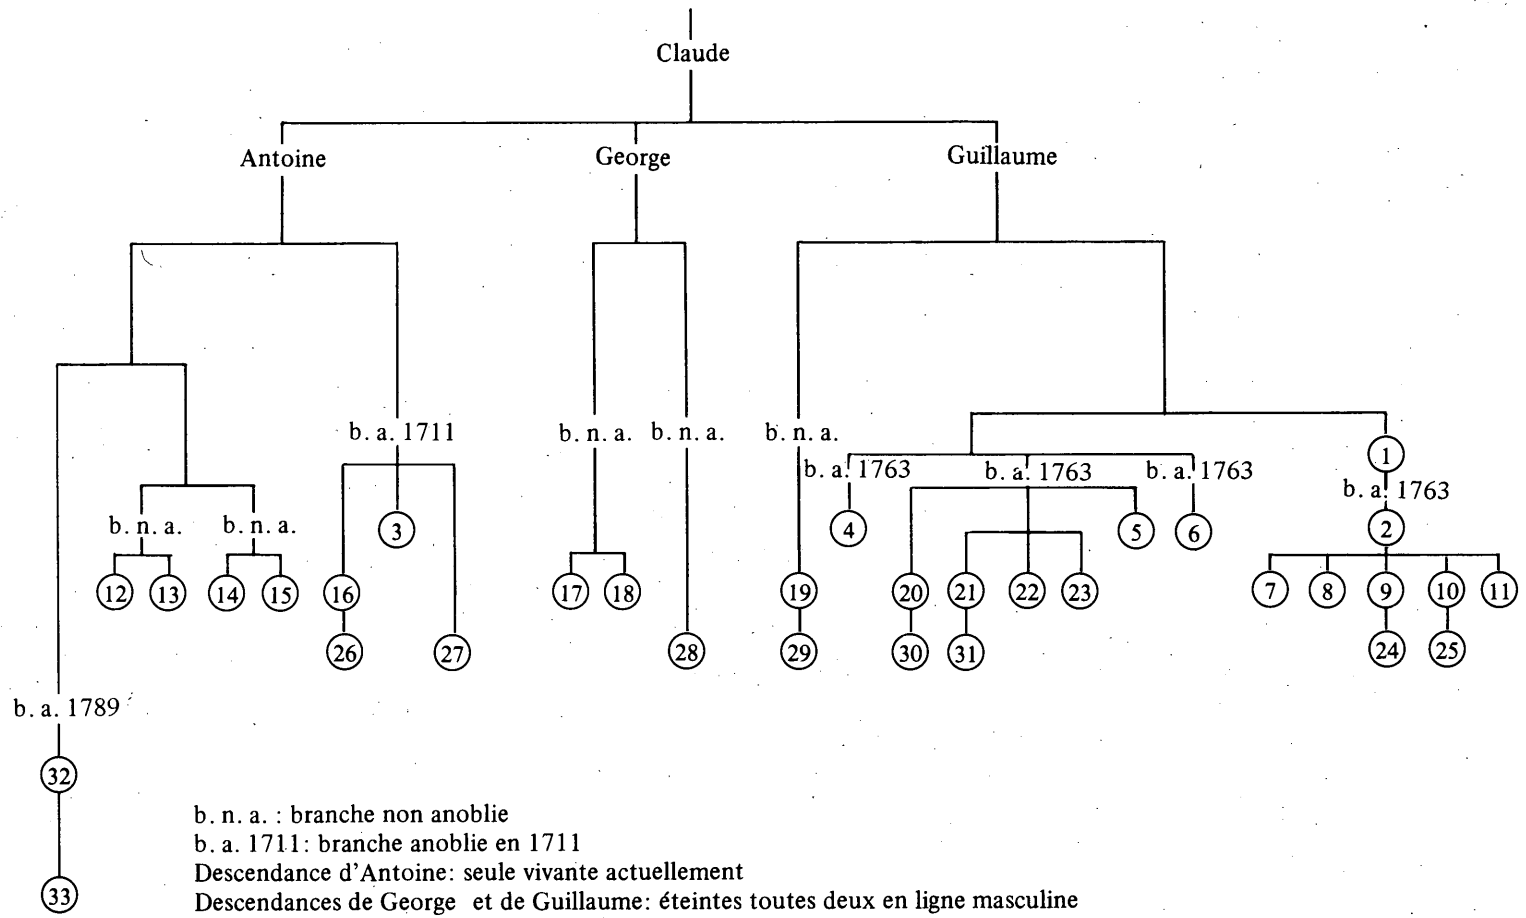 Claude
Antoine George Guillaume
b. a. 1711 b. n. a. b. n. a. b. n. a.
1
b. a. 1763 b. a. 1763 b. a. 1763
b. a. 1763
b. n. a. b. n. a. 3 4 5 6 2
12 13 14 15 16 17 18 19 20 21 22 23 7 8 9 10 11
26 27 28 29 30 31 24 25
b. a. 1789
32
33
b. n. a. : branche non anoblie
b. a. 1711: branche anoblie en 1711
Descendance d'Antoine: seule vivante actuellement
Descendances de George et de Guillaume: éteintes toutes deux en ligne masculine